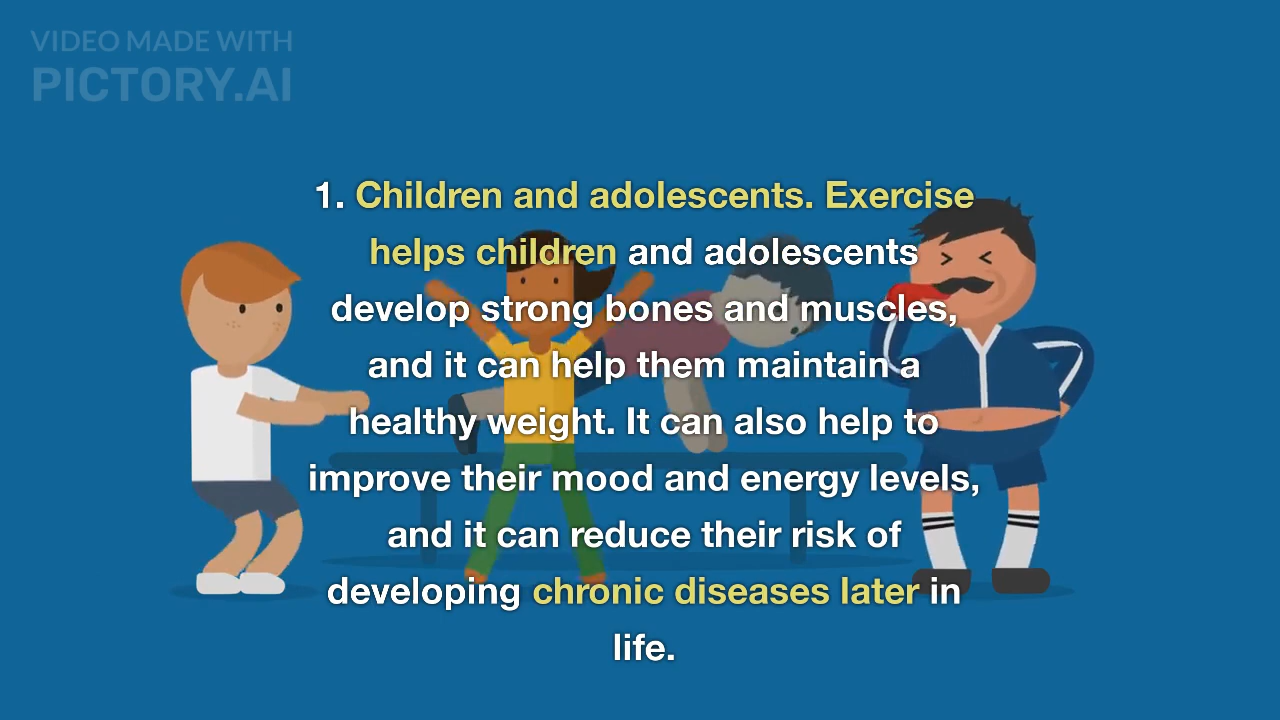 VIDEO MADE WITH
PICTORY.AI
1. Children and adolescents. Exercise
helps children and adolescents
develop strong bones and muscles,
and it can help them maintain a
healthy weight. It can also help to
improve their mood and energy levels,
and it can reduce their risk of
developing chronic diseases later in
life.